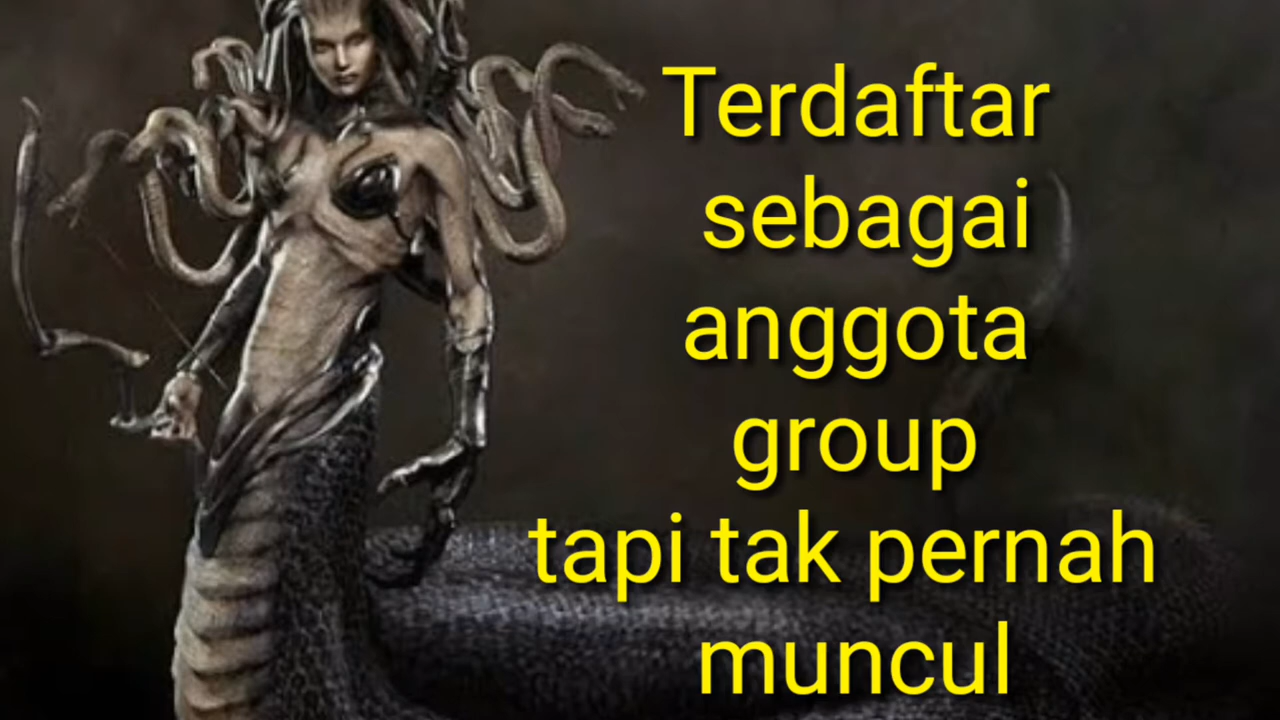 Terdaftar
sebagai
anggota
group
tapi tak pernah
muncul